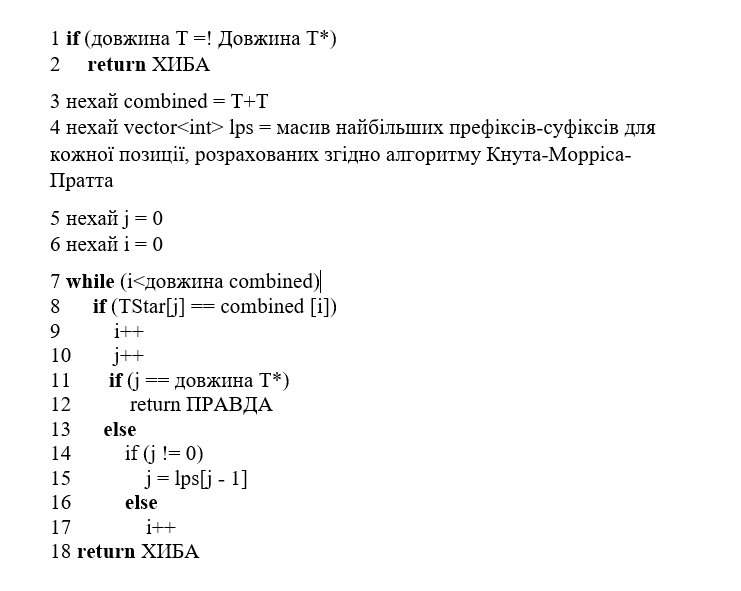 1 if (довжина T =! Довжина T*)
2 return ХИБА
3 нехай combined = T+T
4 нехай vector<int> lps = масив найбільших префіксів-суфіксів для
кожної позиції, розрахованих згідно алгоритму Кнута-Морріса-
Пратта
5 нехай j = 0
6 нехай i = 0
7 while (i<довжина combined)
8 if (TStar[j] == combined [i])
9 i++
10 j++
11 if (j == довжина T*)
12 return ПРАВДА
13 else
14 if (j != 0)
15 j = lps[j - 1]
16 else
17 i++
18 return ХИБА